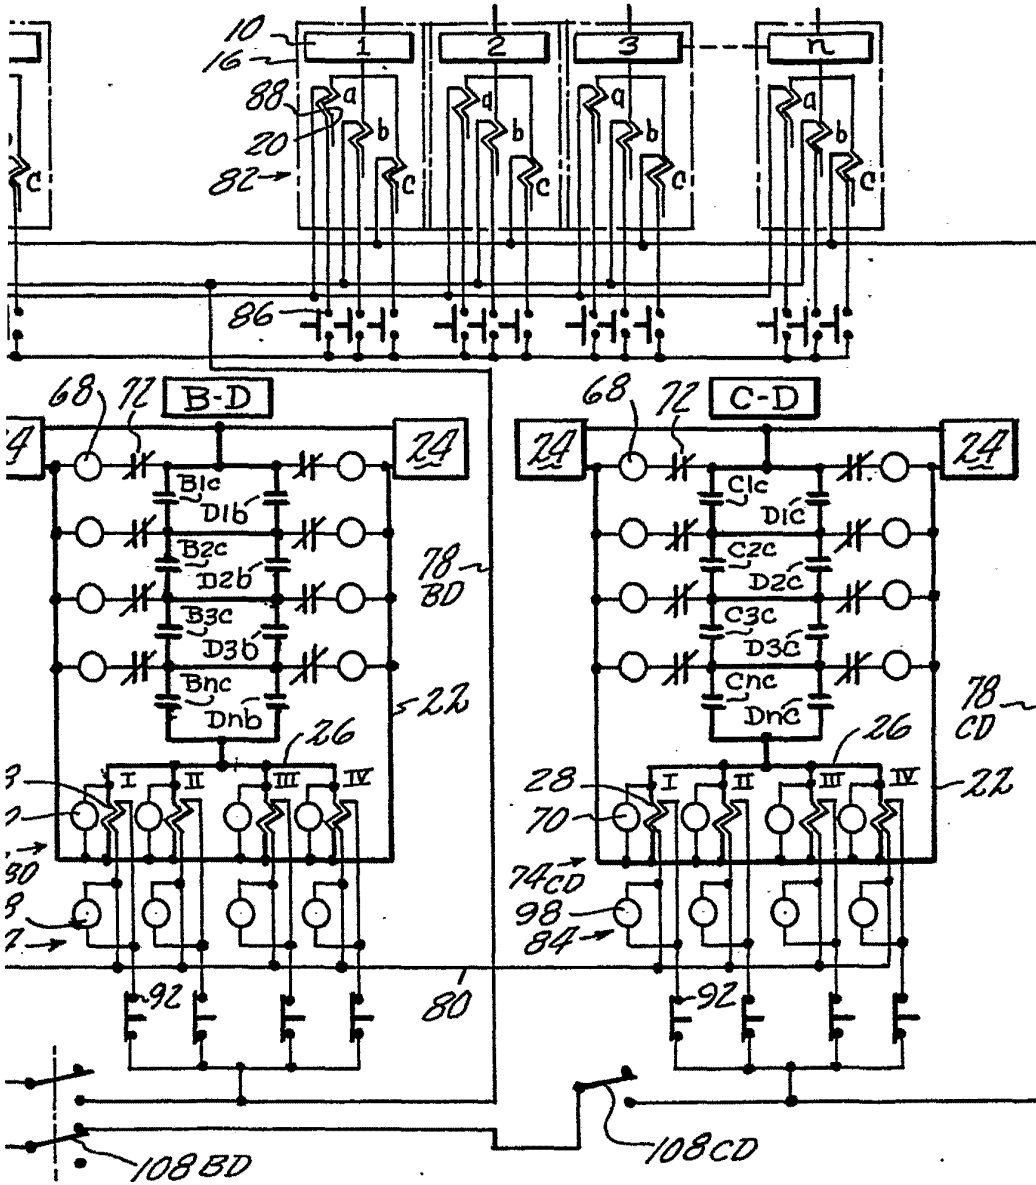 10 1 2 3 n
16
88 a a a a
20 b b b b
82 c c c c c
86
68 72 B-D 68 72 C-D
24 24 24
B1c D1b C1c D1c
B2c D2b C2c D2c
78
BD
B3c D3b C3c D3c
Bnc Dnb 22 Cnc Dnc
78
CD
26 26
I II III IV I II III IV
28 22
70
74CD
98
84
92 80 92
108BD 108CD